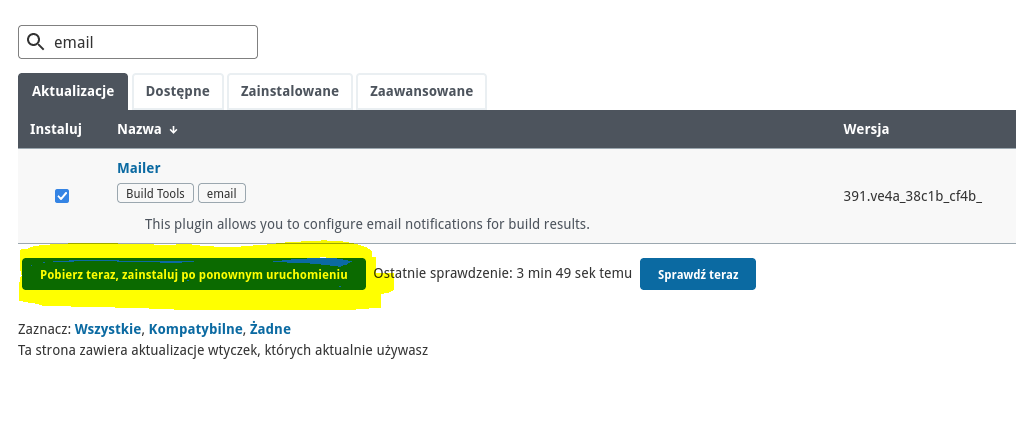 email
Aktualizacje Dostępne Zainstalowane Zaawansowane
Instaluj Nazwa ↓ Wersja
Mailer
Build Tools email
391.ve4a_38c1b_cf4b_
This plugin allows you to configure email notifications for build results.
Pobierz teraz, zainstaluj po ponownym uruchomieniu Ostatnie sprawdzenie: 3 min 49 sek temu Sprawdź teraz
Zaznacz: Wszystkie, Kompatybilne, Żadne
Ta strona zawiera aktualizacje wtyczek, których aktualnie używasz